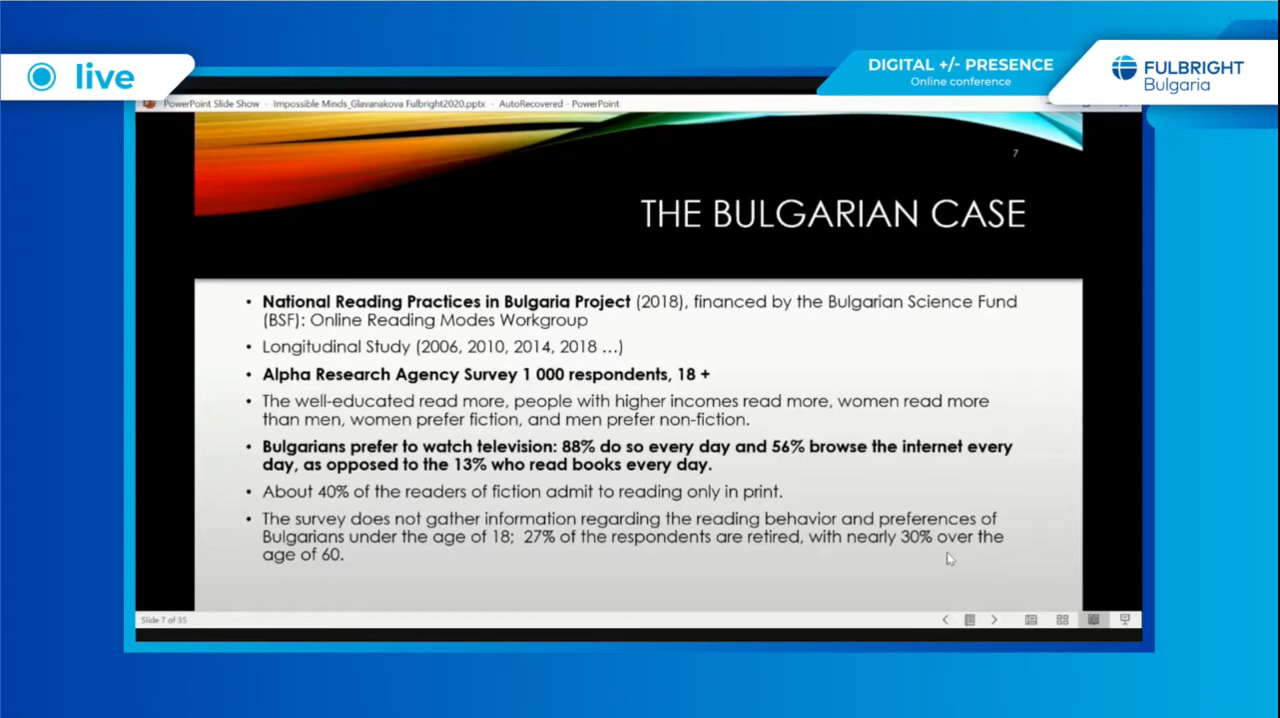 live
DIGITAL +/- PRESENCE
Online conference
FULBRIGHT
Bulgaria
PowerPoint Slide Show - Impossible Minds_Glavanakova Fulbright2020.pptx - AutoRecovered - PowerPoint
7
THE BULGARIAN CASE
• National Reading Practices in Bulgaria Project (2018), financed by the Bulgarian Science Fund
(BSF): Online Reading Modes Workgroup
• Longitudinal Study (2006, 2010, 2014, 2018 ...)
• Alpha Research Agency Survey 1 000 respondents, 18 +
• The well-educated read more, people with higher incomes read more, women read more
than men, women prefer fiction, and men prefer non-fiction.
• Bulgarians prefer to watch television: 88% do so every day and 56% browse the internet every
day, as opposed to the 13% who read books every day.
• About 40% of the readers of fiction admit to reading only in print.
• The survey does not gather information regarding the reading behavior and preferences of
Bulgarians under the age of 18; 27% of the respondents are retired, with nearly 30% over the
age of 60.
Slide 7 of 35